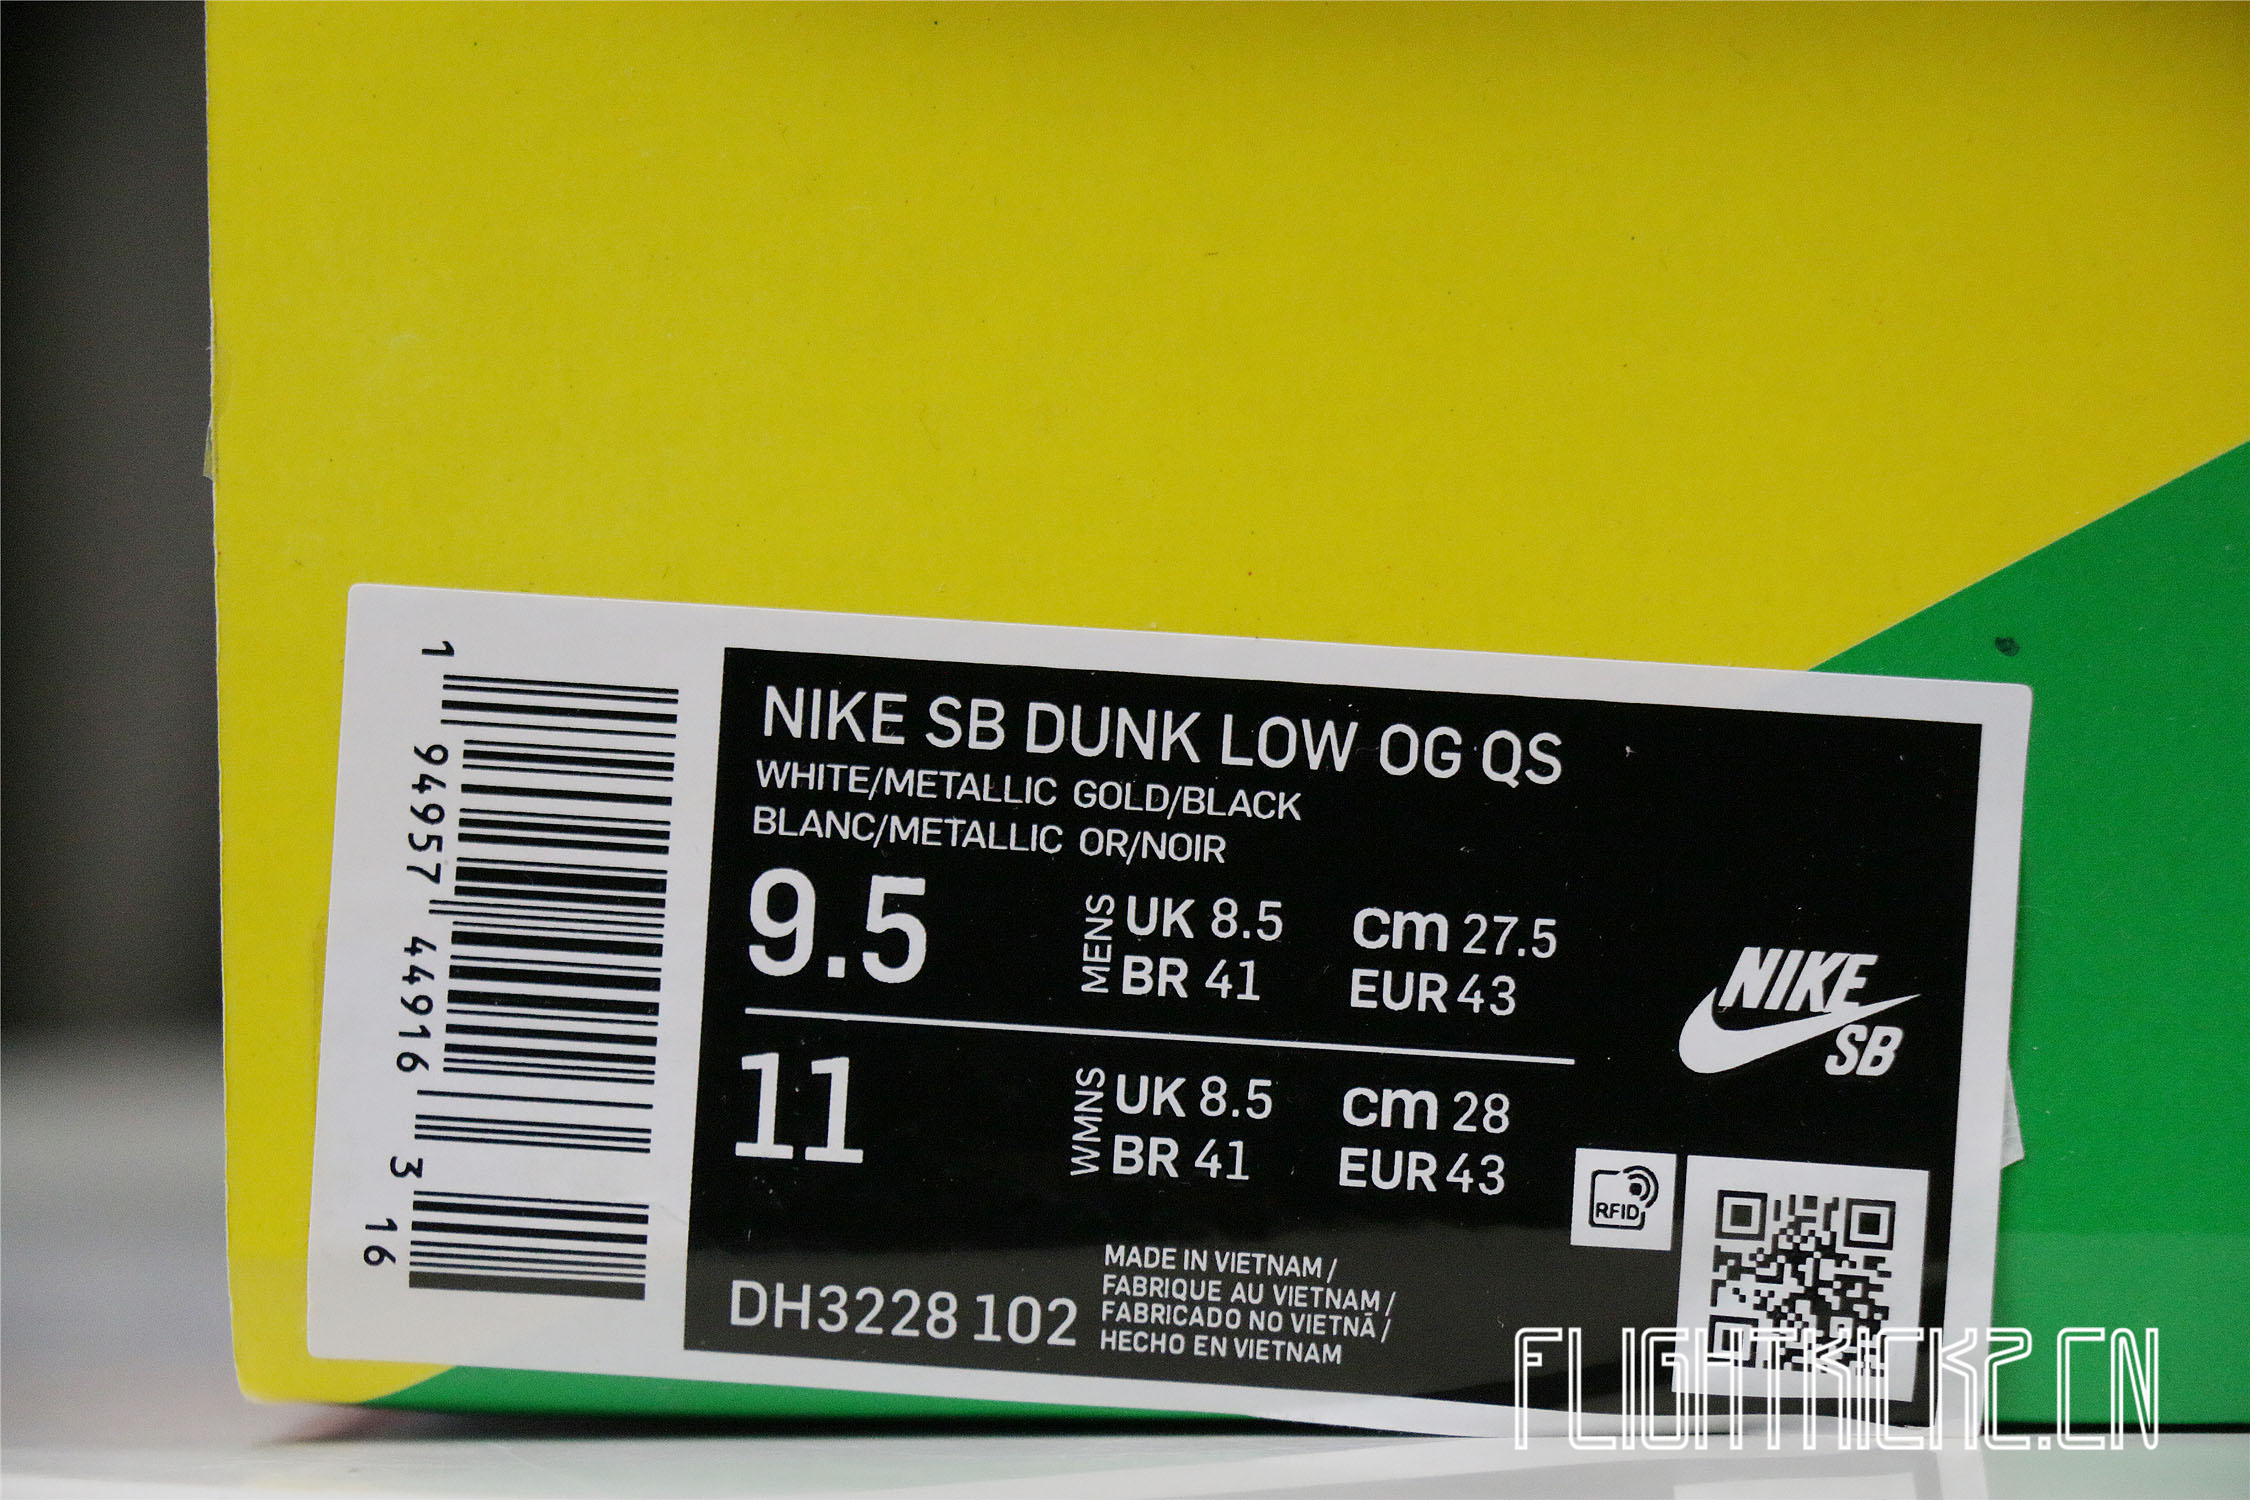 NIKE SB DUNK LOW OG QS
WHITE/METALLIC GOLD/BLACK
BLANC/METALLIC OR/NOIR
9.5
MENS
UK 8.5
cm 27.5
BR 41
EUR 43
11
WMNS
UK 8.5
cm 28
BR 41
EUR 43
DH3228 102
MADE IN VIETNAM /
FABRIQUE AU VIETNAM /
FABRICADO NO VIETNÃ /
HECHO EN VIETNAM
NIKE
SB
RFID
1 94957 44916 3
16
FLIGHTKICKZ.CN